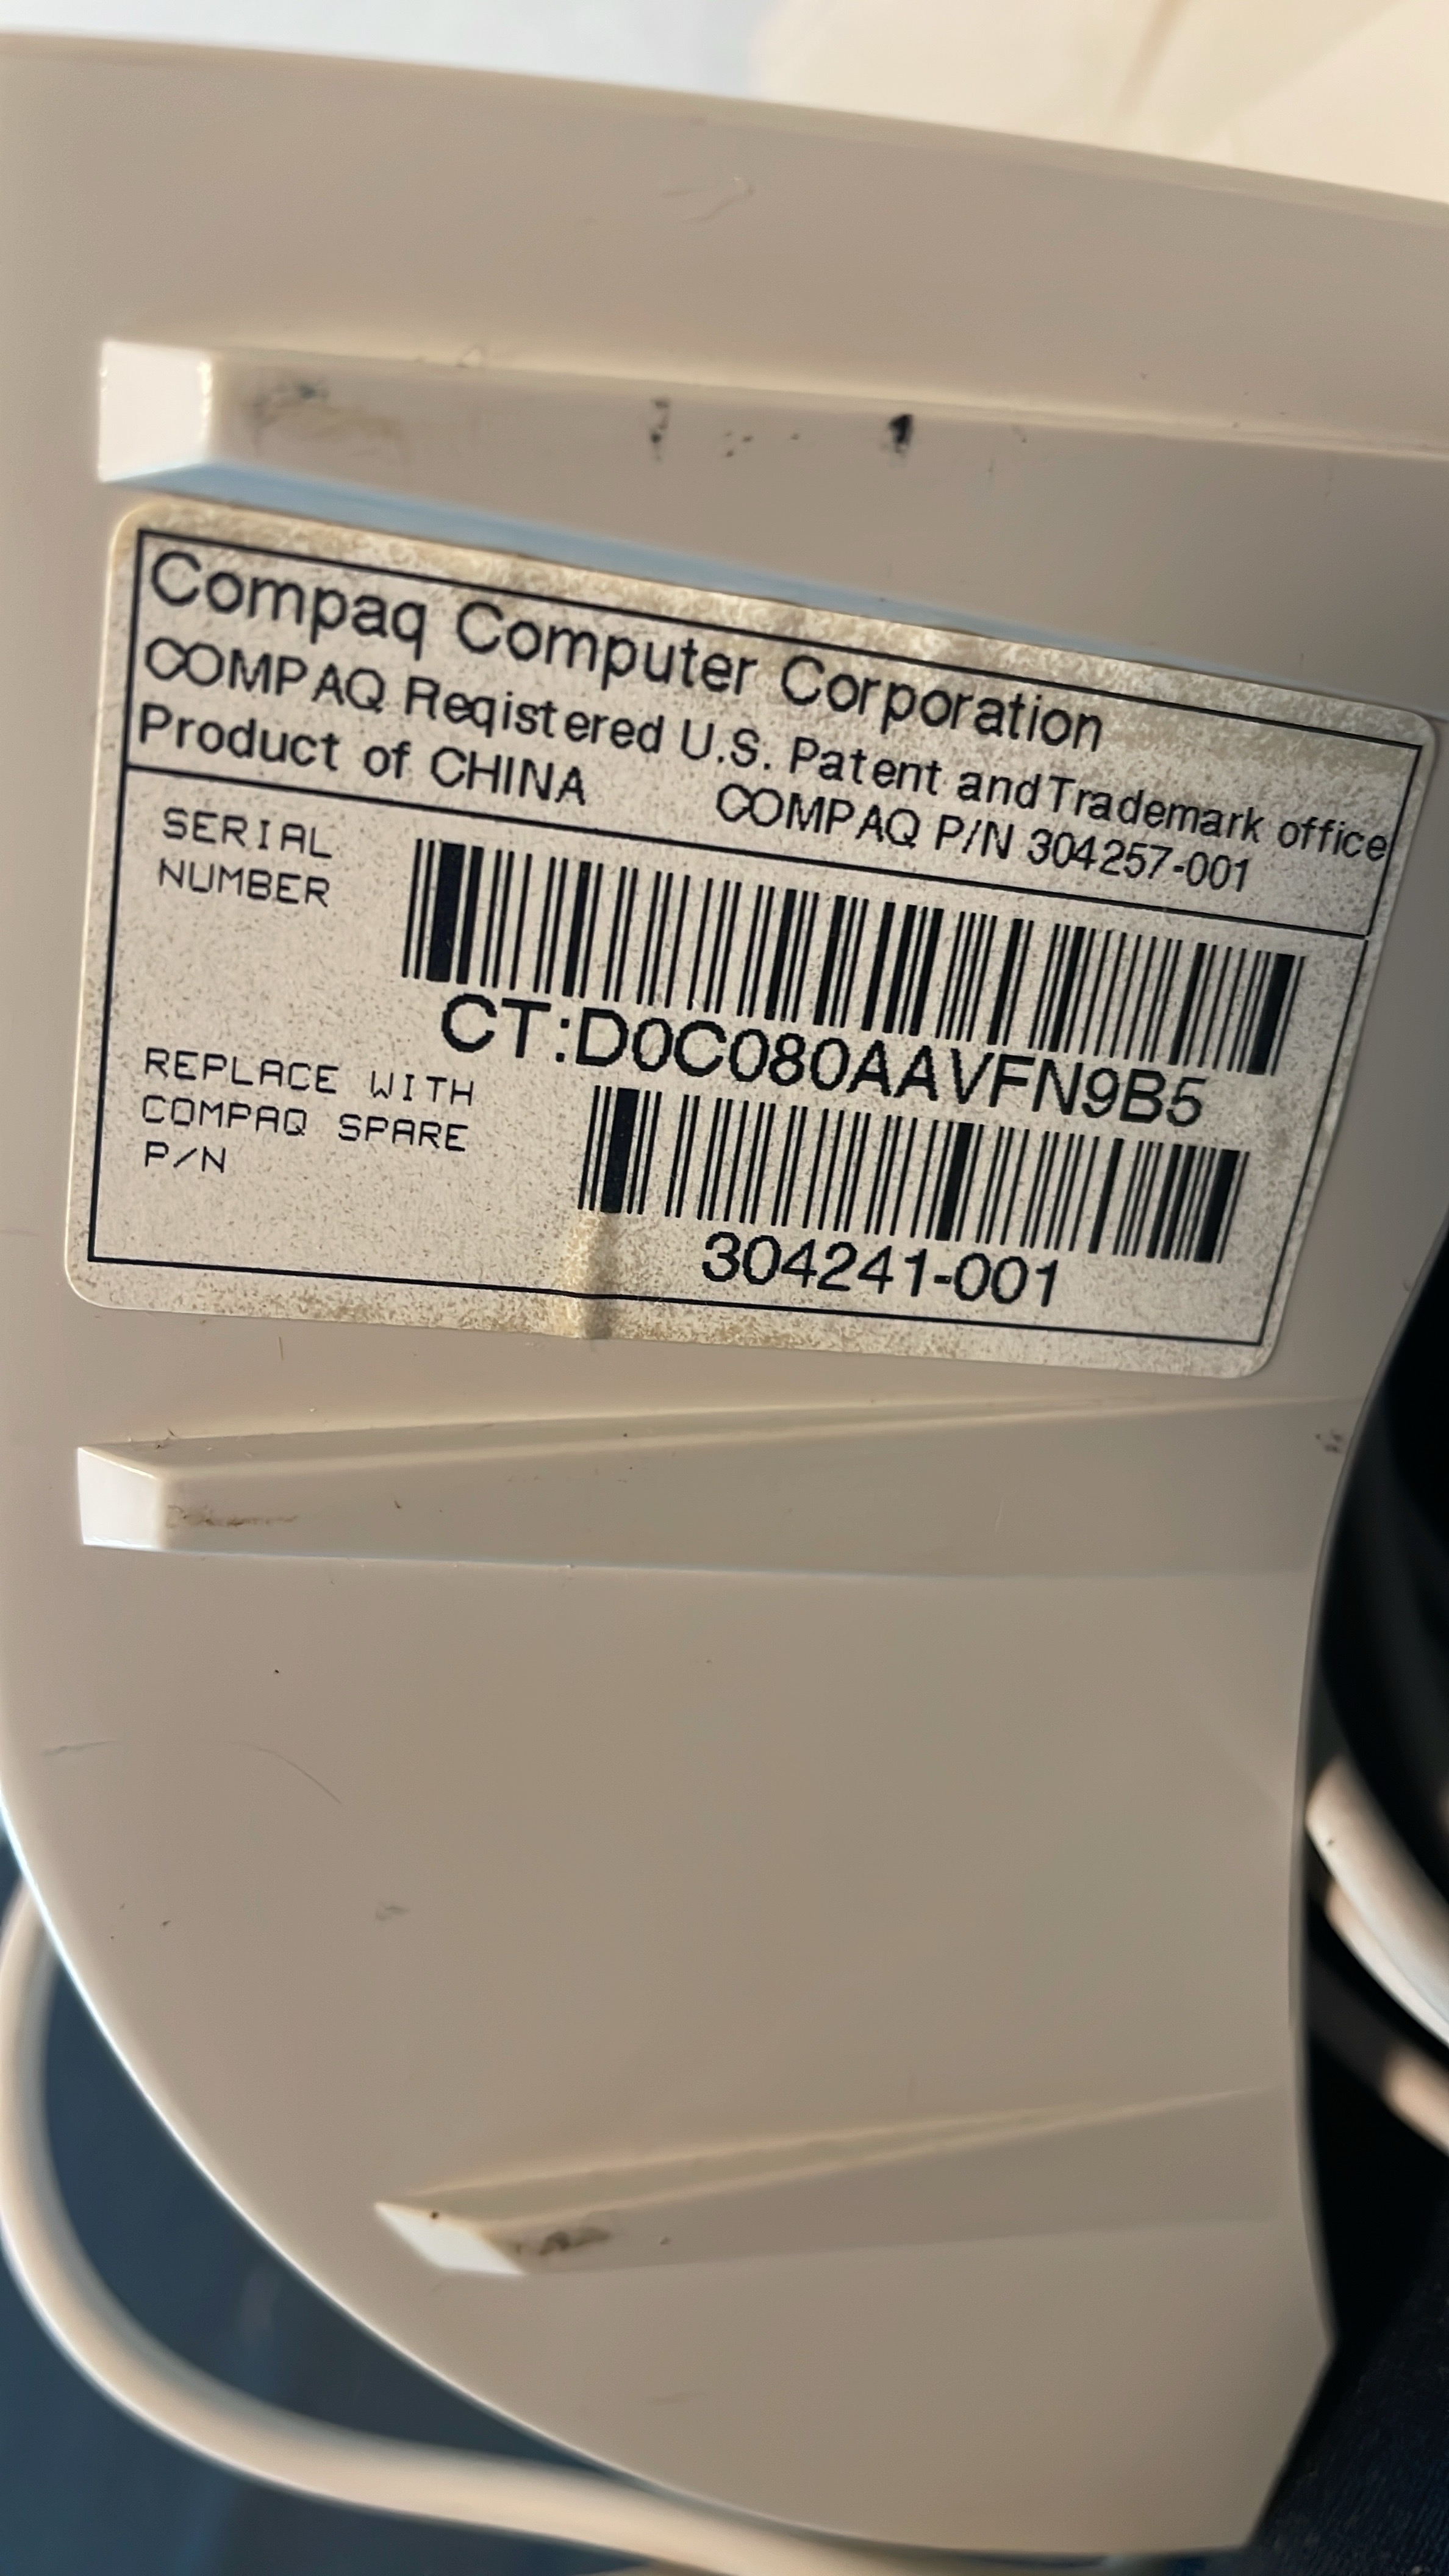 Compaq Computer Corporation
COMPAQ Reqistered U.S. Patent and Trademark office
Product of CHINA COMPAQ P/N 304257-001
SERIAL
NUMBER
CT:D0C080AAVFN9B5
REPLACE WITH
COMPAQ SPARE
P/N
304241-001